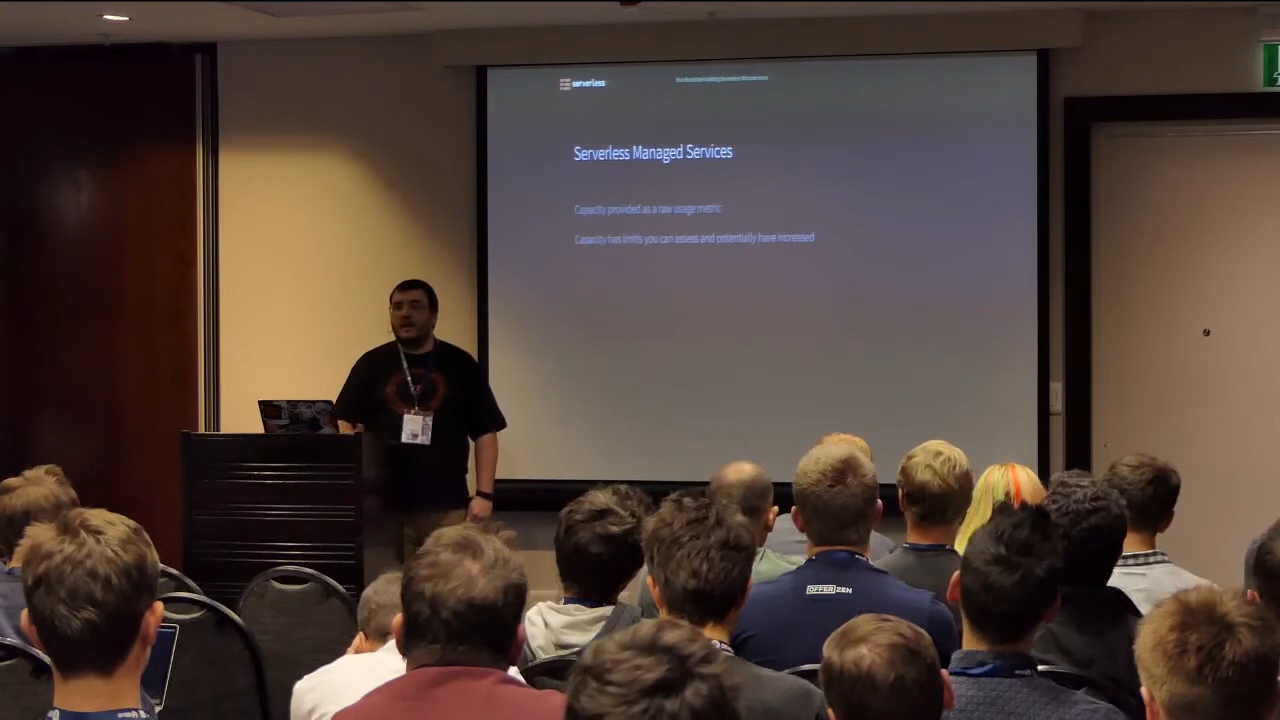 serverless
Serverless Managed Services
Capacity provided as a raw usage metric
Capacity has limits you can assess and potentially have increased
OFFERZEN